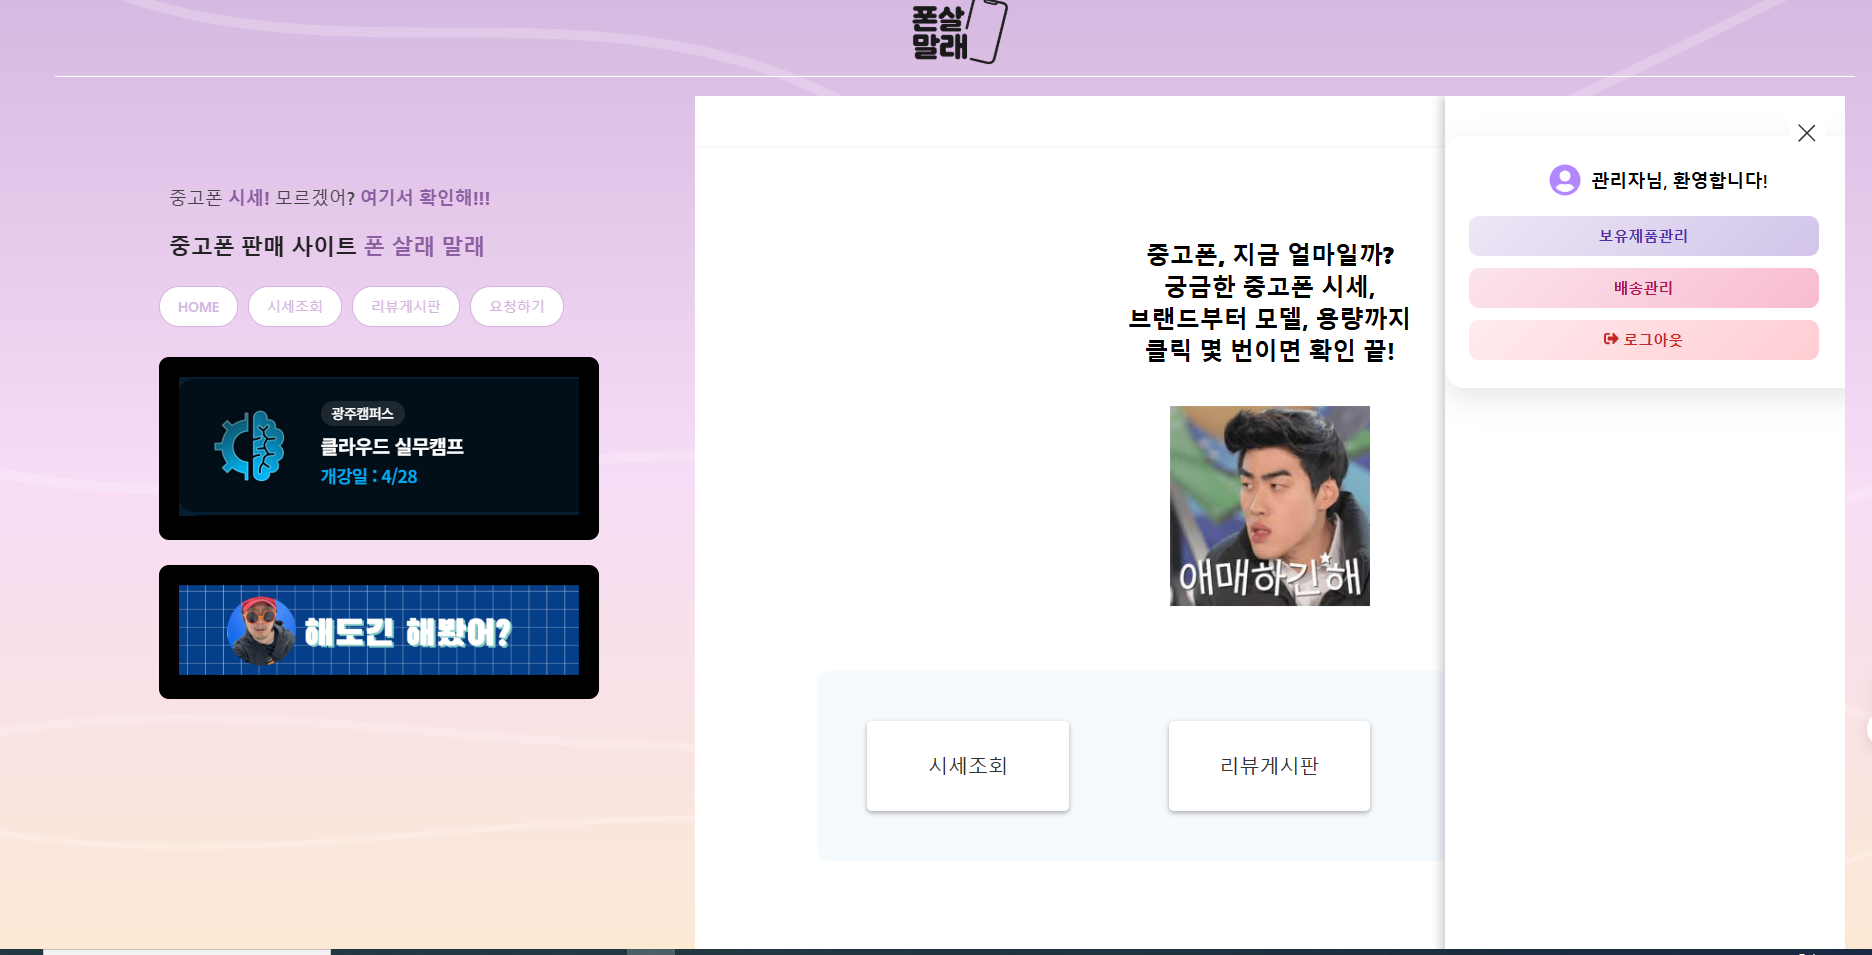 폰살
말래
중고폰 시세! 모르겠어? 여기서 확인해!!!
중고폰 판매 사이트 폰 살래 말래
HOME
시세조회
리뷰게시판
요청하기
광주캠퍼스
클라우드 실무캠프
개강일 : 4/28
해도긴 해봤어?
중고폰, 지금 얼마일까?
궁금한 중고폰 시세,
브랜드부터 모델, 용량까지
클릭 몇 번이면 확인 끝!
애매하긴해
시세조회
리뷰게시판
관리자님, 환영합니다!
보유제품관리
배송관리
로그아웃